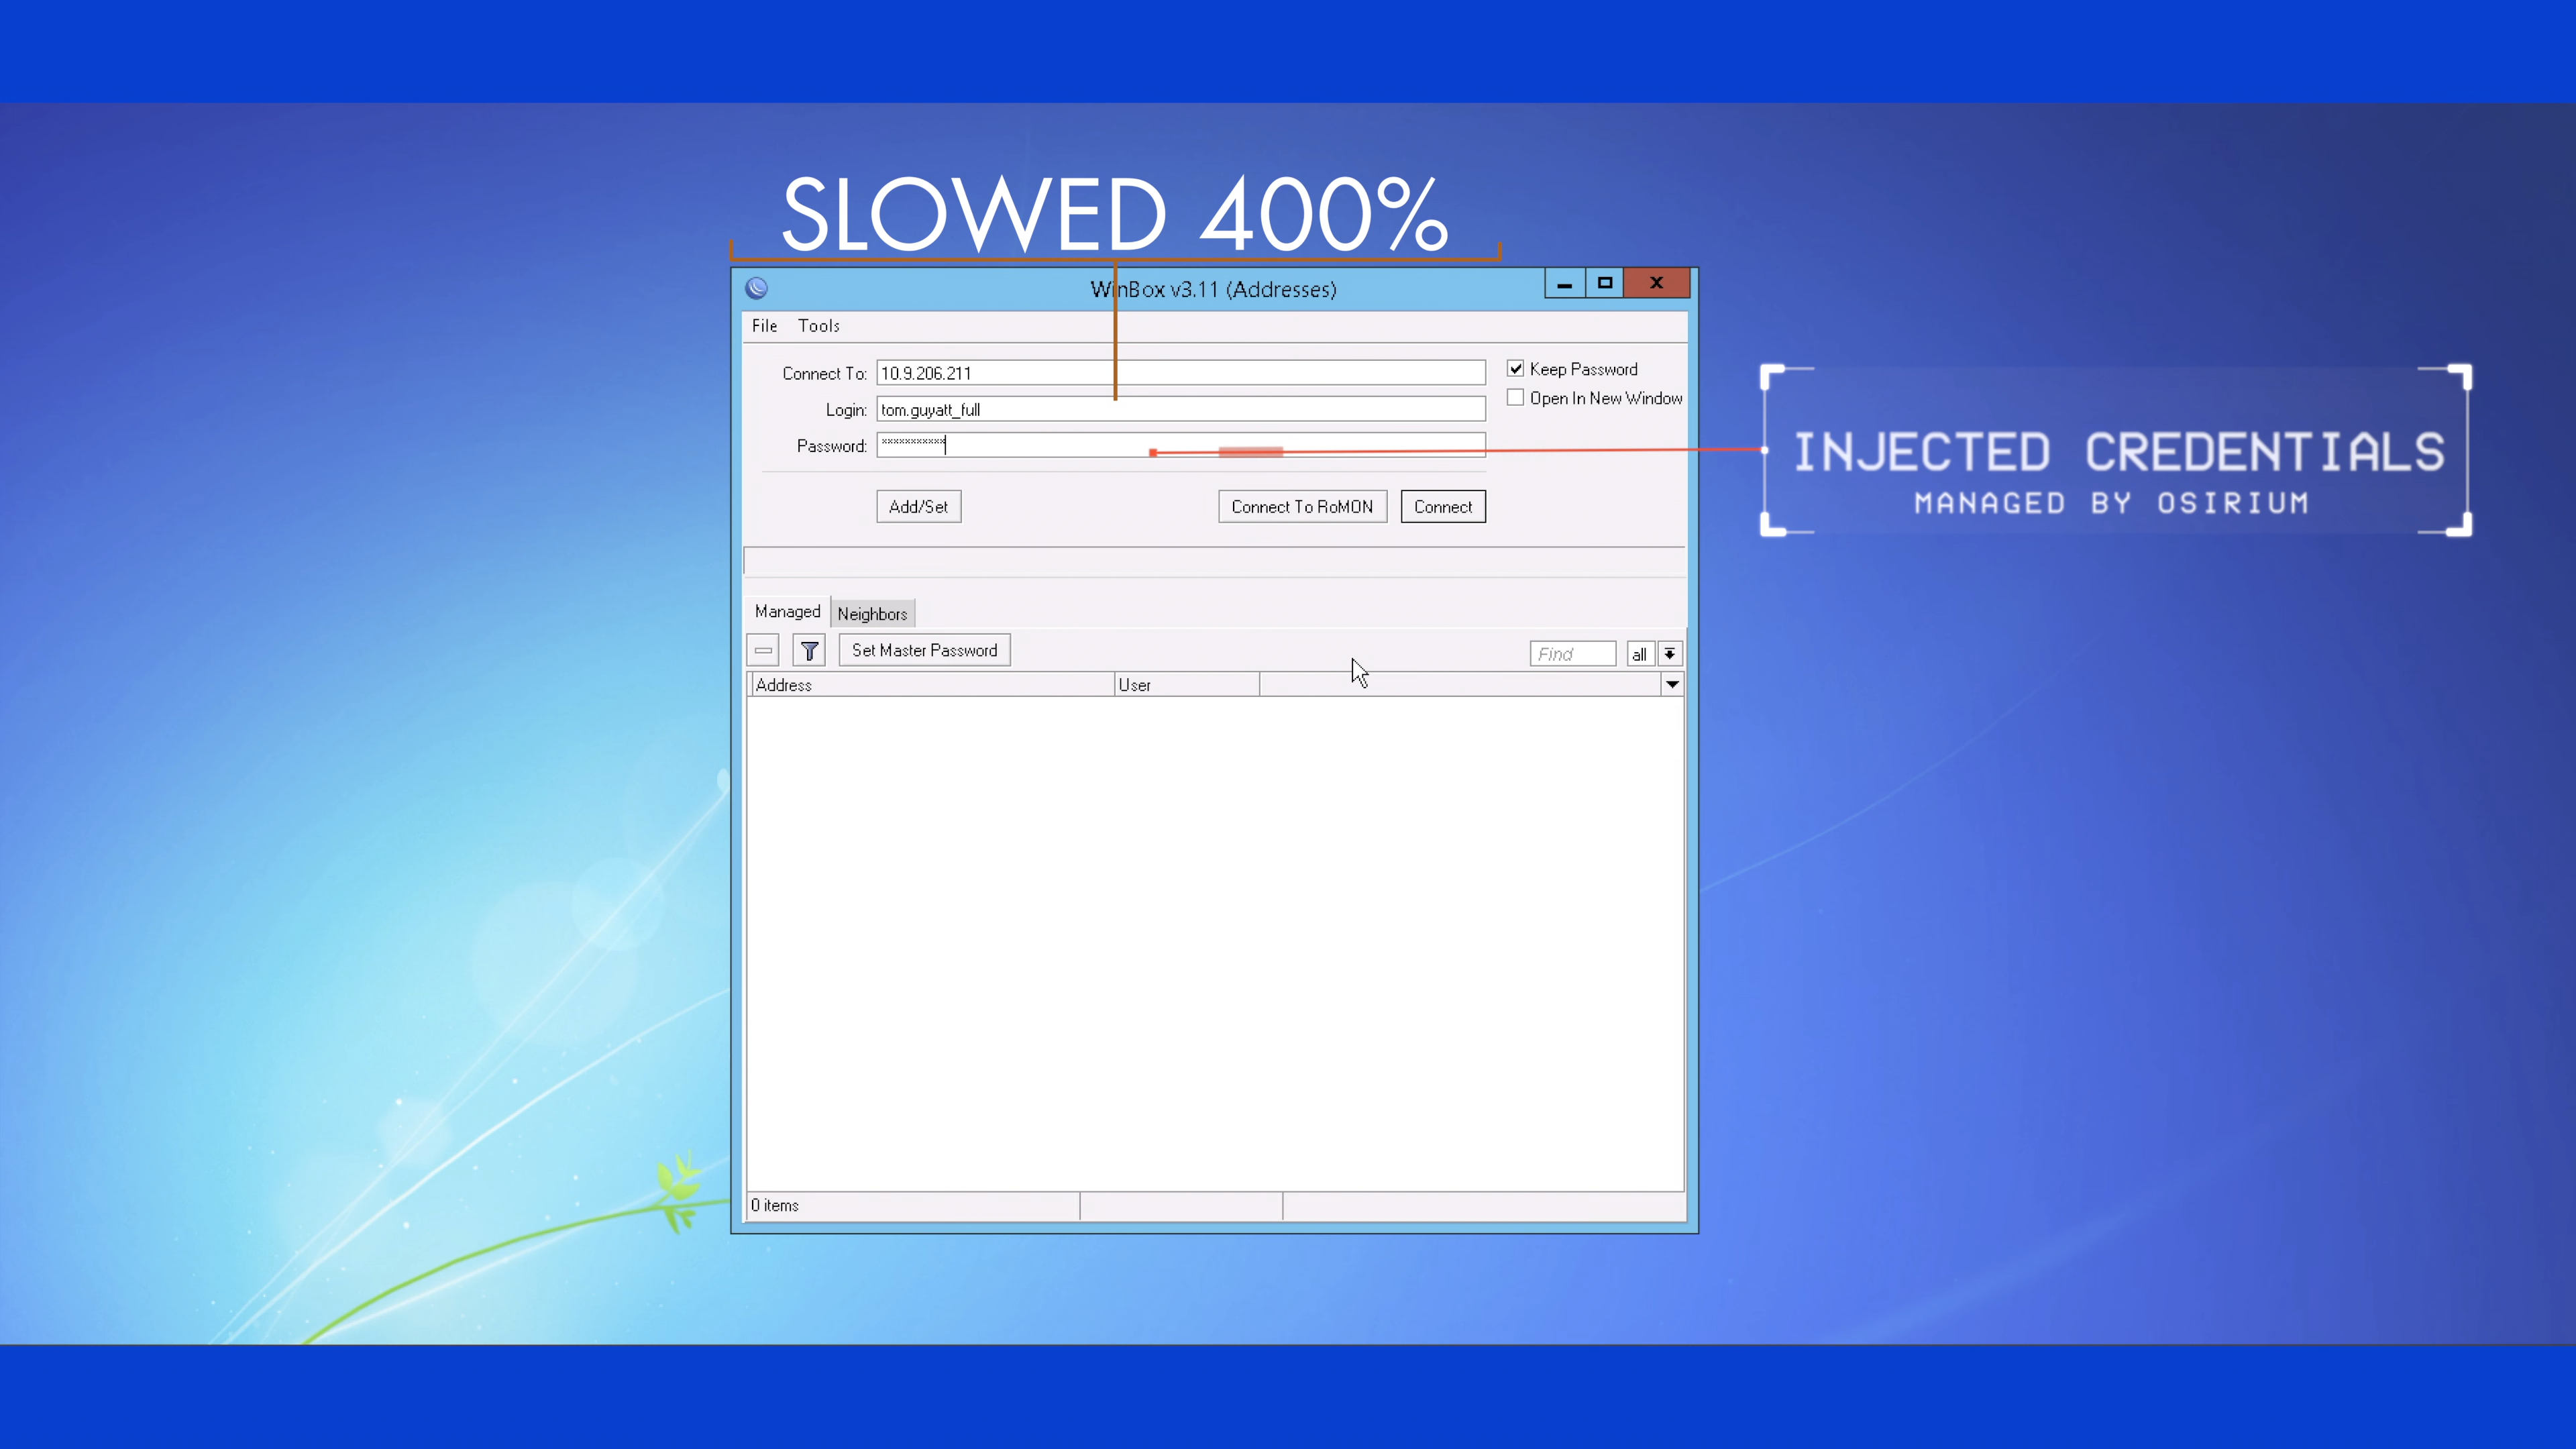 SLOWED 400%
WinBox v3.11 (Addresses)
File Tools
Connect To: 10.9.206.211
Keep Password
Login: tom.guyatt_full
Open In New Window
Password: ***********
INJECTED CREDENTIALS
MANAGED BY OSIRIUM
Add/Set Connect To RoMON Connect
Managed Neighbors
Set Master Password Find all
Address User
0 items